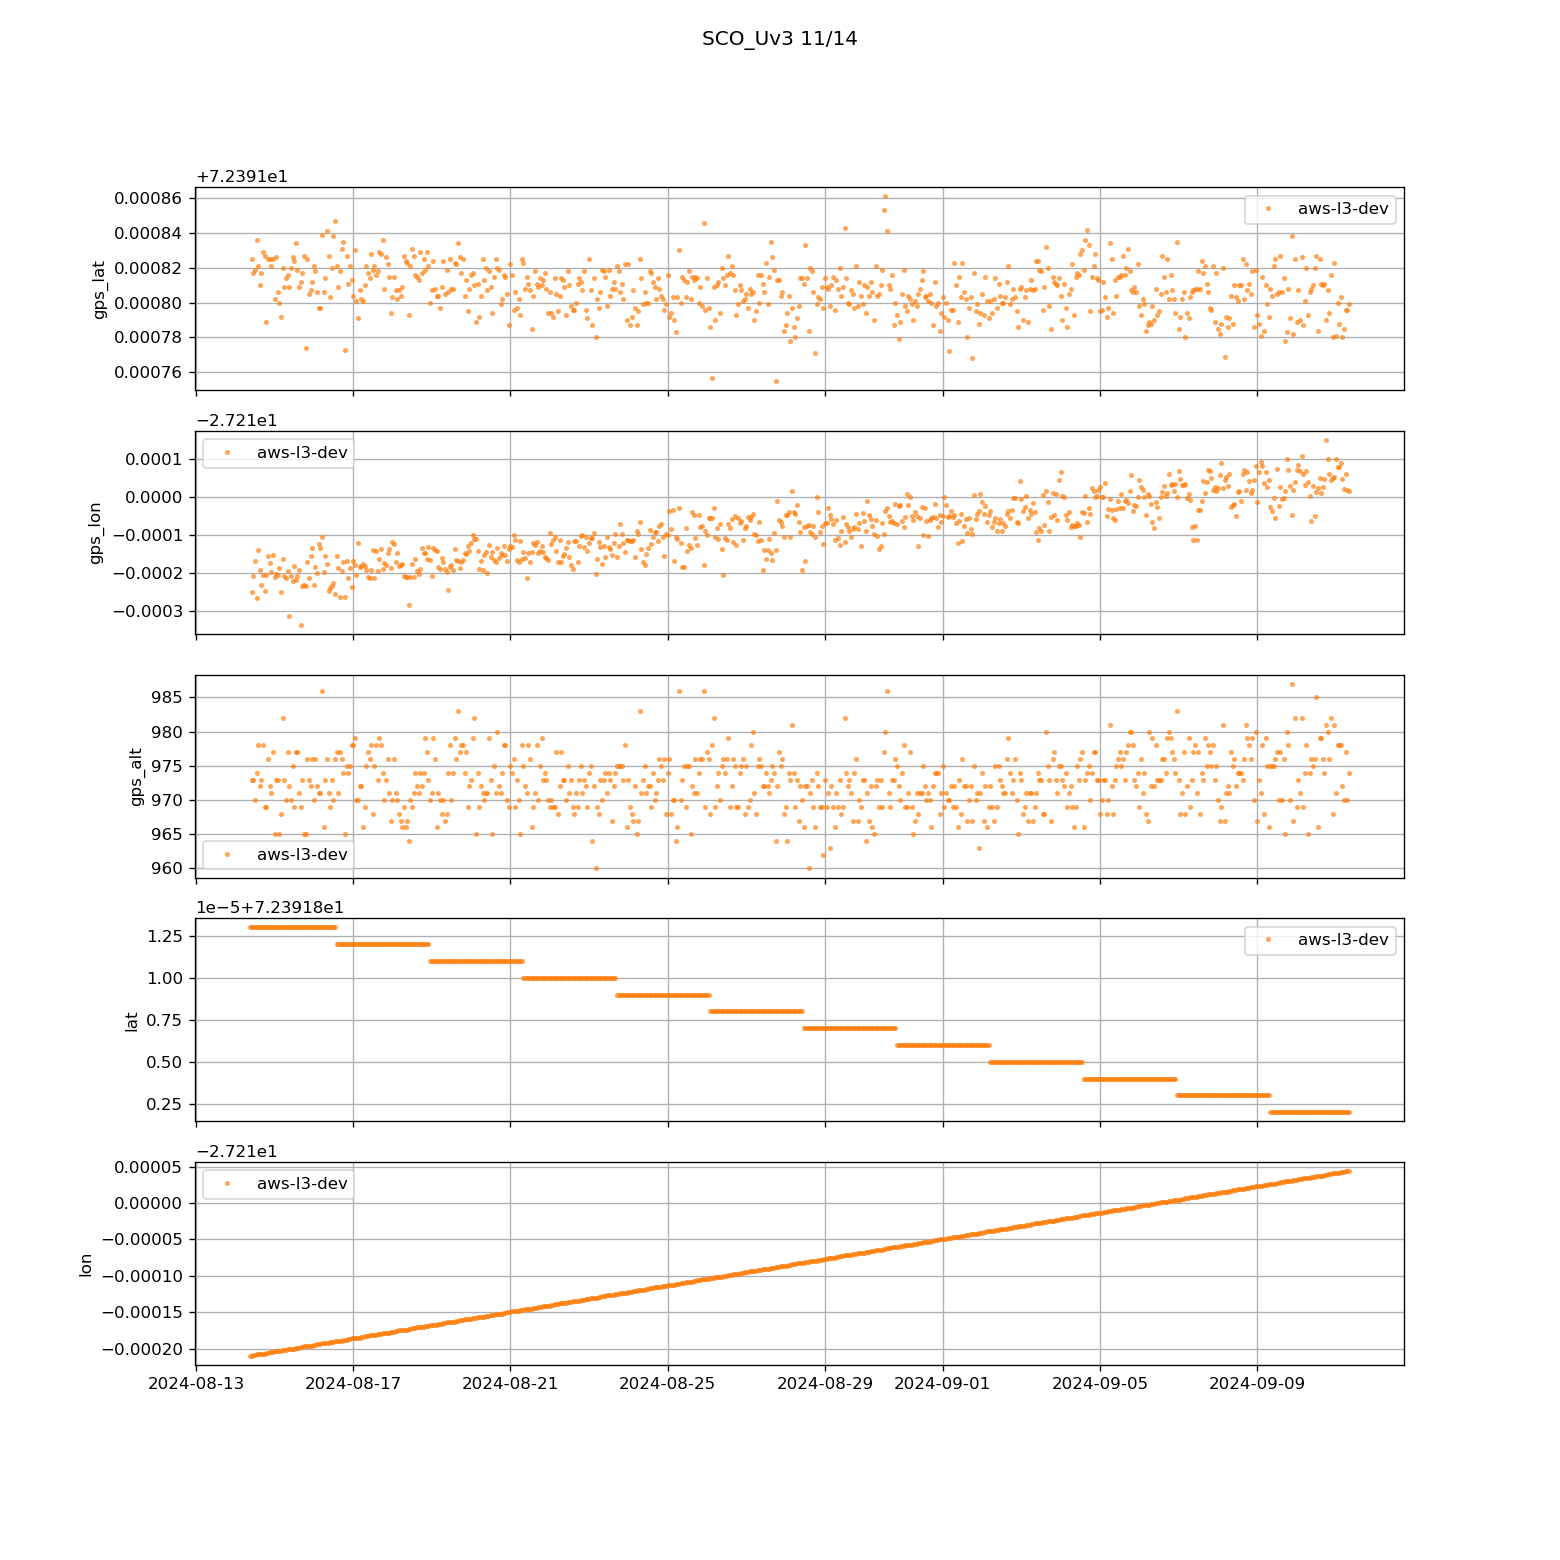 SCO_Uv3 11/14
+7.2391e1
0.00086
0.00084
0.00082
0.00080
0.00078
0.00076
gps_lat
aws-l3-dev
−2.721e1
0.0001
0.0000
−0.0001
−0.0002
−0.0003
gps_lon
aws-l3-dev
985
980
975
970
965
960
gps_alt
aws-l3-dev
1e−5+7.23918e1
1.25
1.00
0.75
0.50
0.25
lat
aws-l3-dev
−2.721e1
0.00005
0.00000
−0.00005
−0.00010
−0.00015
−0.00020
lon
aws-l3-dev
2024-08-13 2024-08-17 2024-08-21 2024-08-25 2024-08-29 2024-09-01 2024-09-05 2024-09-09